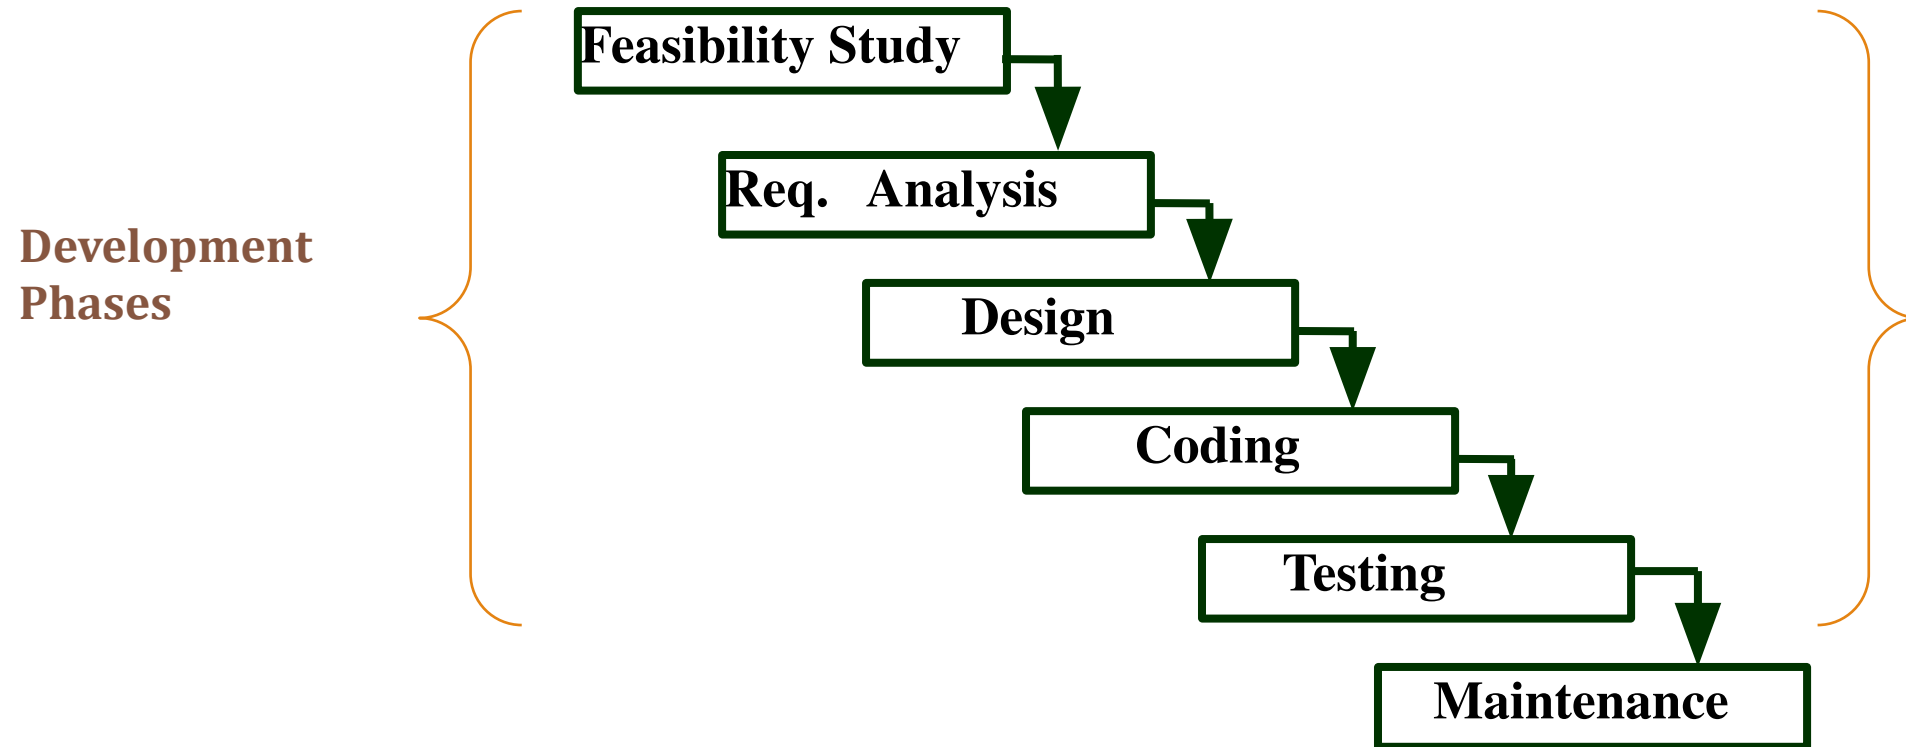 Feasibility Study
Req. Analysis
Development
Phases
Design
Coding
Testing
Maintenance